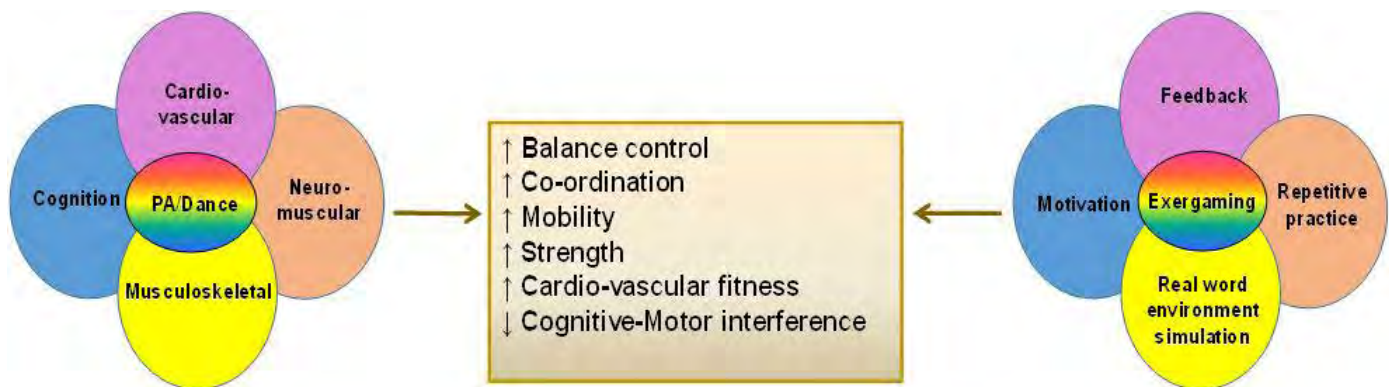 Cardio-
vascular
Cognition
PA/Dance
Neuro-
muscular
Musculoskeletal
↑ Balance control
↑ Co-ordination
↑ Mobility
↑ Strength
↑ Cardio-vascular fitness
↓ Cognitive-Motor interference
Feedback
Motivation
Exergaming
Repetitive
practice
Real word
environment
simulation